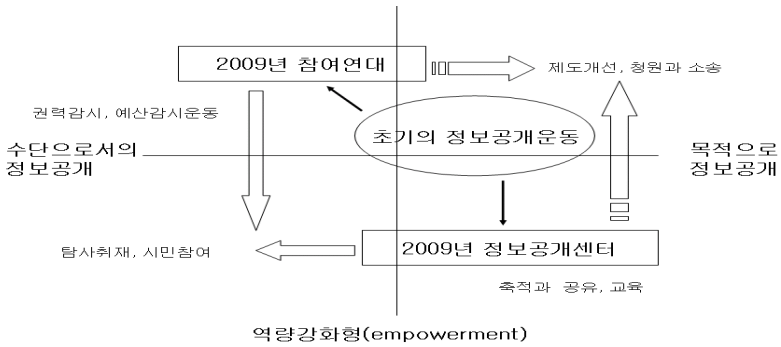 2009년 참여연대
제도개선, 청원과 소송
권력감시, 예산감시운동
초기의 정보공개운동
수단으로서의
정보공개
목적으로
정보공개
2009년 정보공개센터
탐사취재, 시민참여
축적과 공유, 교육
역량강화형(empowerment)